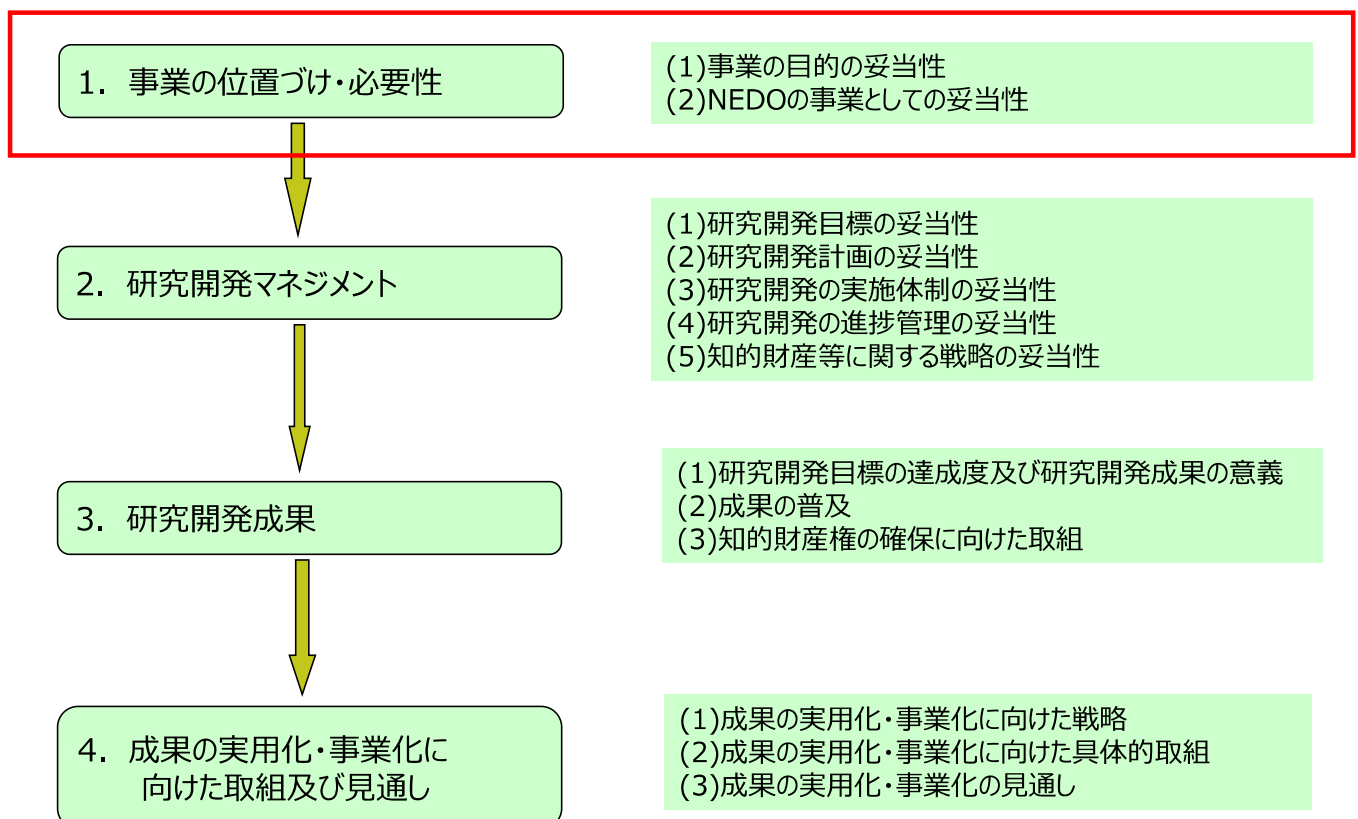 1. 事業の位置づけ・必要性
(1)事業の目的の妥当性
(2)NEDOの事業としての妥当性
2. 研究開発マネジメント
(1)研究開発目標の妥当性
(2)研究開発計画の妥当性
(3)研究開発の実施体制の妥当性
(4)研究開発の進捗管理の妥当性
(5)知的財産等に関する戦略の妥当性
3. 研究開発成果
(1)研究開発目標の達成度及び研究開発成果の意義
(2)成果の普及
(3)知的財産権の確保に向けた取組
4. 成果の実用化・事業化に
向けた取組及び見通し
(1)成果の実用化・事業化に向けた戦略
(2)成果の実用化・事業化に向けた具体的取組
(3)成果の実用化・事業化の見通し